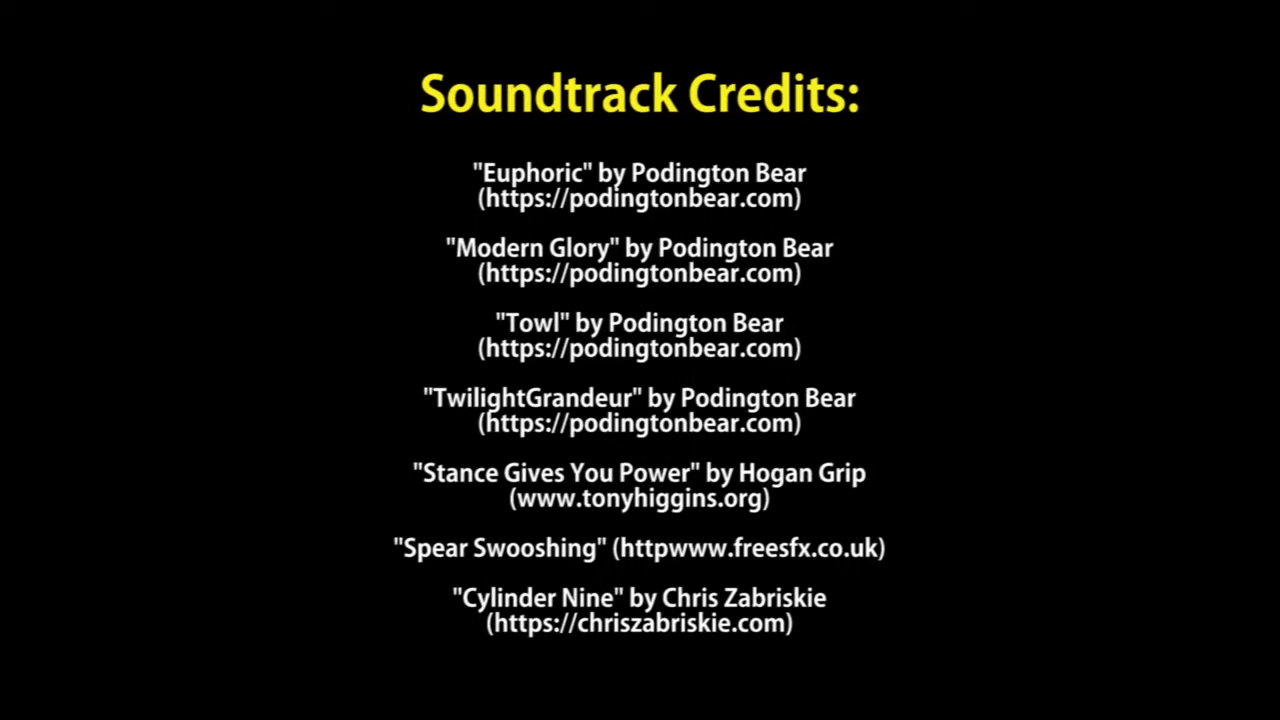 Soundtrack Credits:
"Euphoric" by Podington Bear
(https://podingtonbear.com)
"Modern Glory" by Podington Bear
(https://podingtonbear.com)
"Towl" by Podington Bear
(https://podingtonbear.com)
"TwilightGrandeur" by Podington Bear
(https://podingtonbear.com)
"Stance Gives You Power" by Hogan Grip
(www.tonyhiggins.org)
"Spear Swooshing" (httpwww.freesfx.co.uk)
"Cylinder Nine" by Chris Zabriskie
(https://chriszabriskie.com)